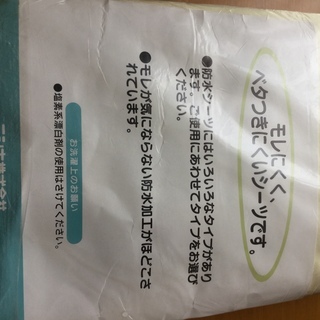 モレにくく、
ベタつきにくいシーツです。
●防水シーツにはいろいろなタイプがあり
ます。ご使用にあわせてタイプをお選び
ください。
●モレが気にならない防水加工がほどこさ
れています。
お洗濯上のお願い
●塩素系漂白剤の使用はさけてください。